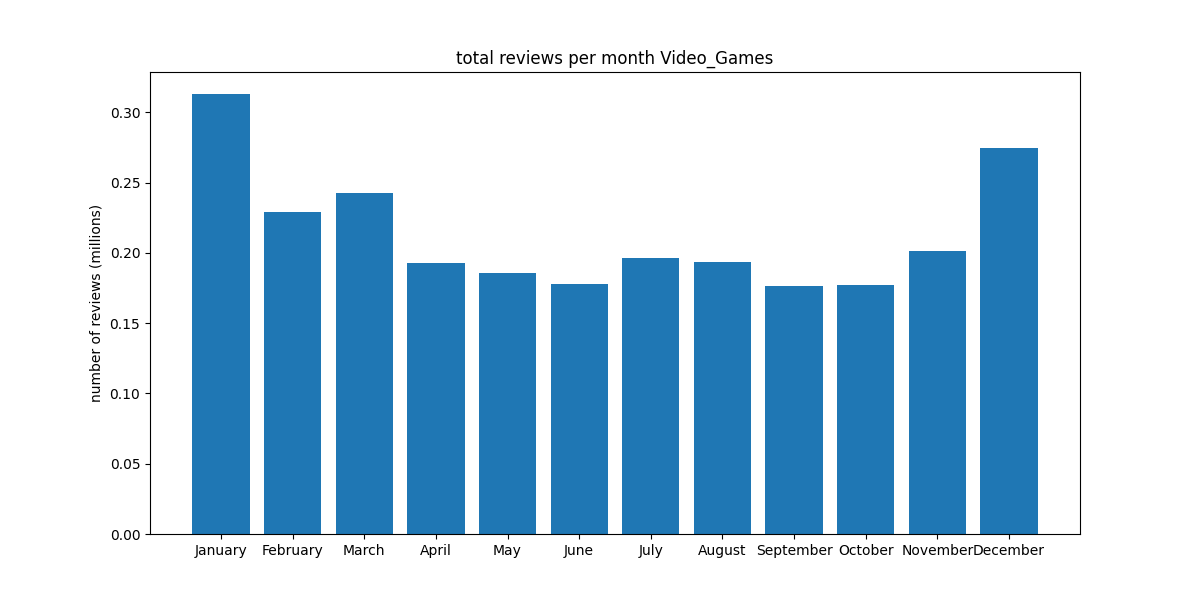 total reviews per month Video_Games
number of reviews (millions)
0.30
0.25
0.20
0.15
0.10
0.05
0.00
January February March April May June July August September October November December